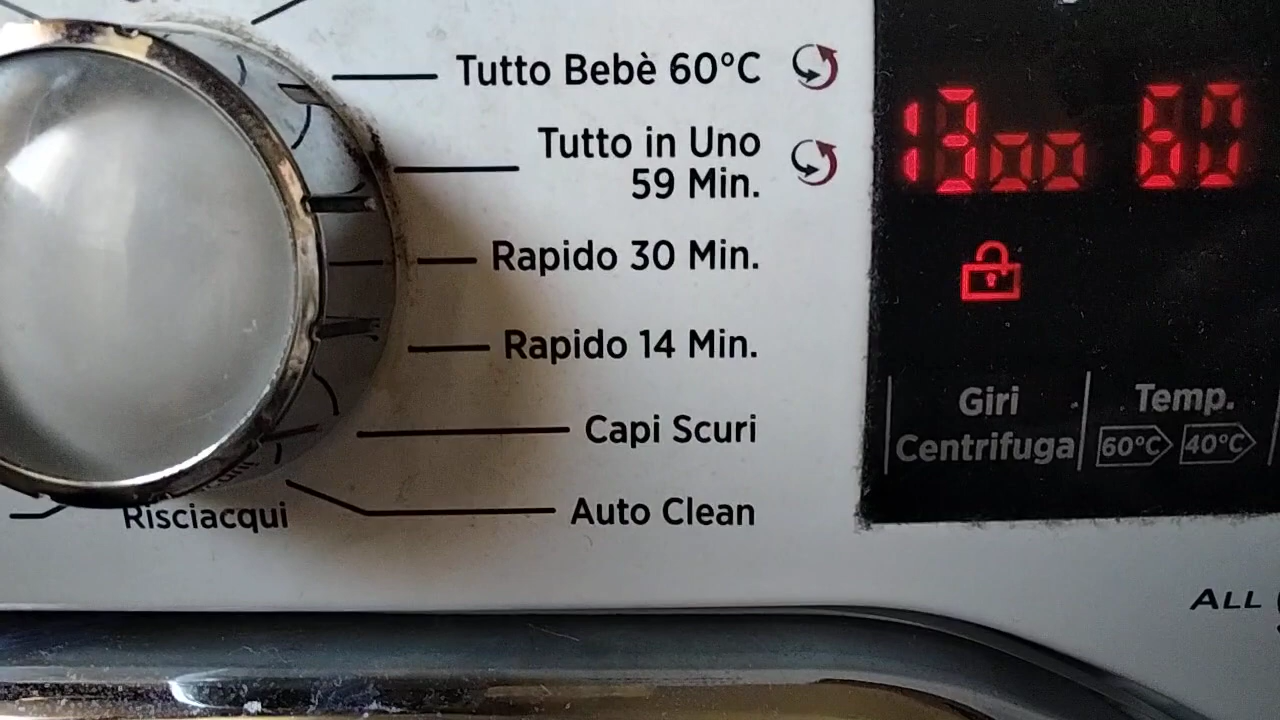 Tutto Bebè 60°C
Tutto in Uno
59 Min.
Rapido 30 Min.
Rapido 14 Min.
Capi Scuri
Auto Clean
Risciacqui
1300 60
Giri
Centrifuga
Temp.
60°C 40°C
ALL